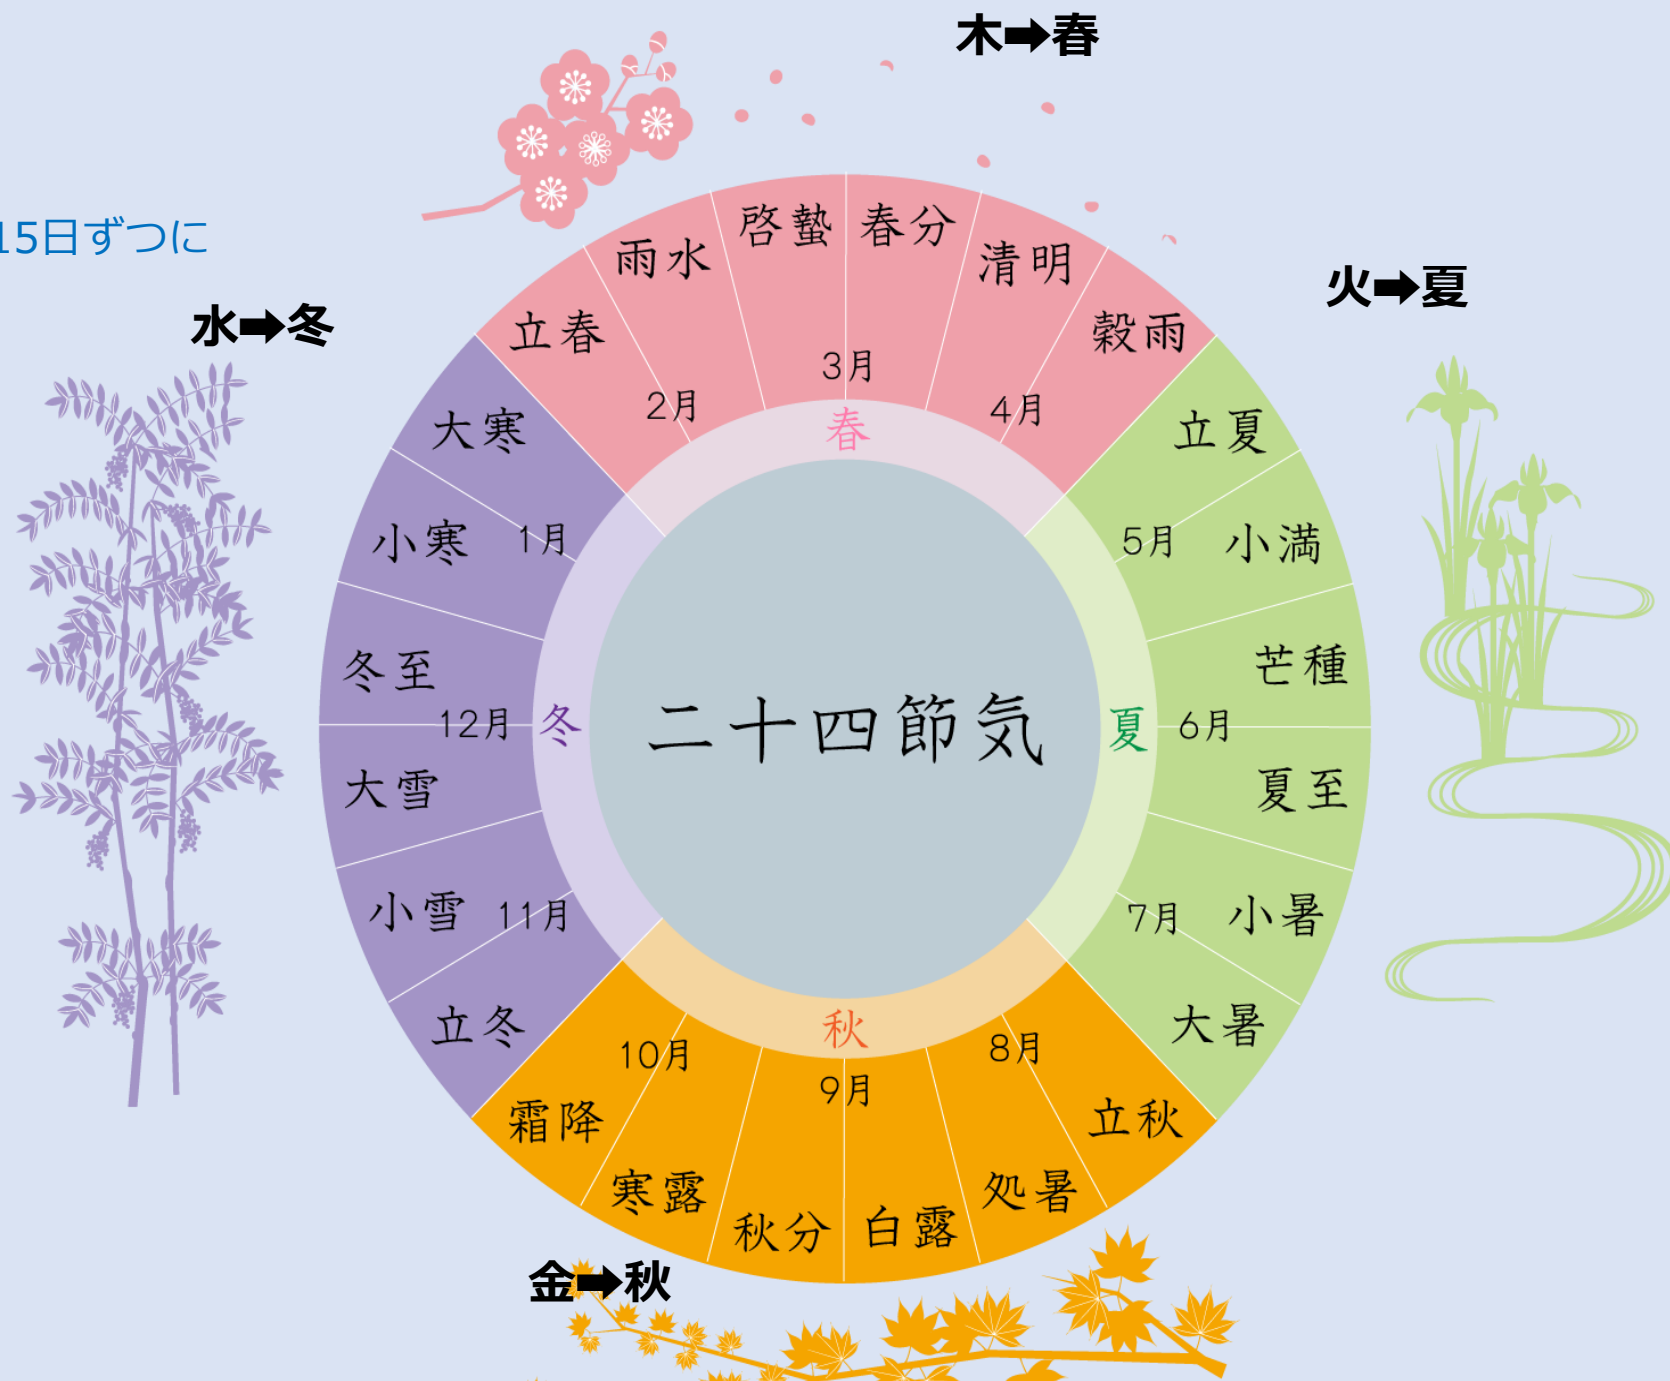 木➡春
15日ずつに
火➡夏
水➡冬
立春
雨水
啓蟄
春分
清明
穀雨
2月
3月
4月
春
立夏
小満
芒種
夏至
小暑
大暑
5月
6月
7月
夏
立秋
処暑
白露
秋分
寒露
霜降
8月
9月
10月
秋
立冬
小雪
大雪
冬至
小寒
大寒
11月
12月
1月
冬
二十四節気
金➡秋